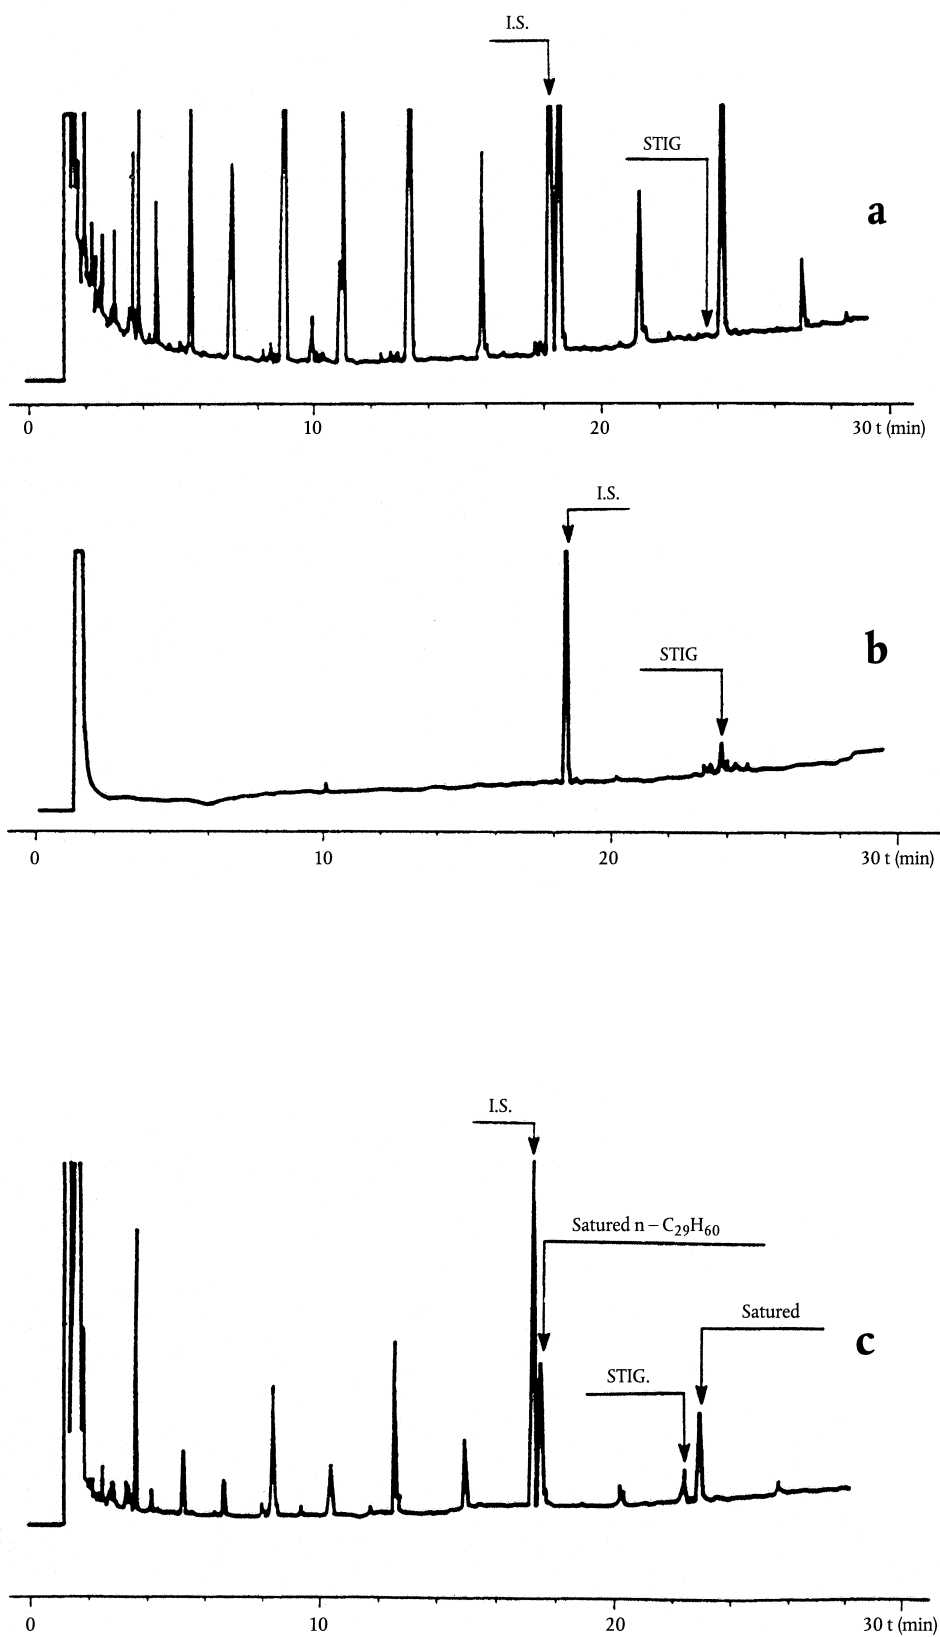 I.S.
STIG
a
0 10 20 30 t (min)
I.S.
STIG
b
0 10 20 30 t (min)
I.S.
Satured n – C₂₉H₆₀
Satured
c
STIG.
0 10 20 30 t (min)